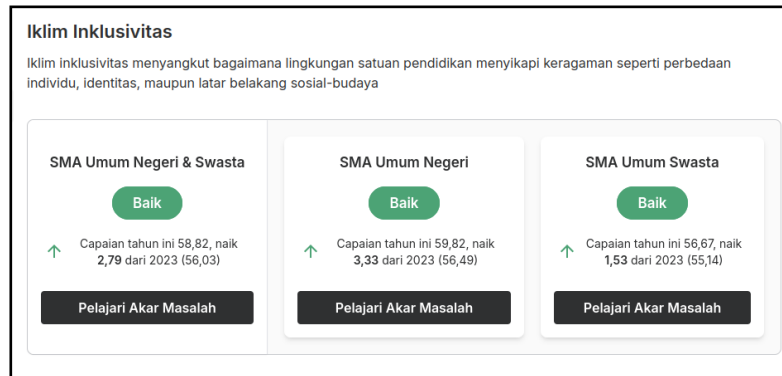 Iklim Inklusivitas
Iklim inklusivitas menyangkut bagaimana lingkungan satuan pendidikan menyikapi keragaman seperti perbedaan
individu, identitas, maupun latar belakang sosial-budaya
SMA Umum Negeri & Swasta
Baik
Capaian tahun ini 58,82, naik
2,79 dari 2023 (56,03)
Pelajari Akar Masalah
SMA Umum Negeri
Baik
Capaian tahun ini 59,82, naik
3,33 dari 2023 (56,49)
Pelajari Akar Masalah
SMA Umum Swasta
Baik
Capaian tahun ini 56,67, naik
1,53 dari 2023 (55,14)
Pelajari Akar Masalah